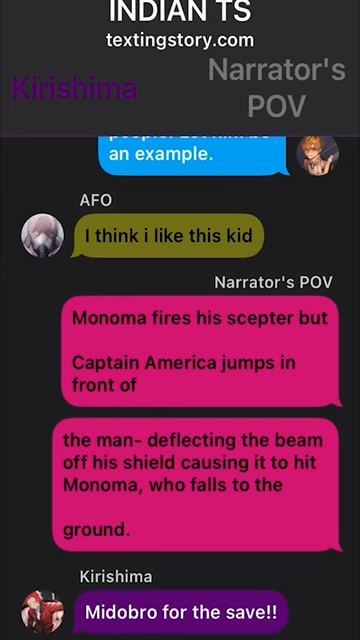 INDIAN TS
textingstory.com
Kirishima
Narrator's
POV
an example.
AFO
I think i like this kid
Narrator's POV
Monoma fires his scepter but
Captain America jumps in
front of
the man- deflecting the beam
off his shield causing it to hit
Monoma, who falls to the
ground.
Kirishima
Midobro for the save!!